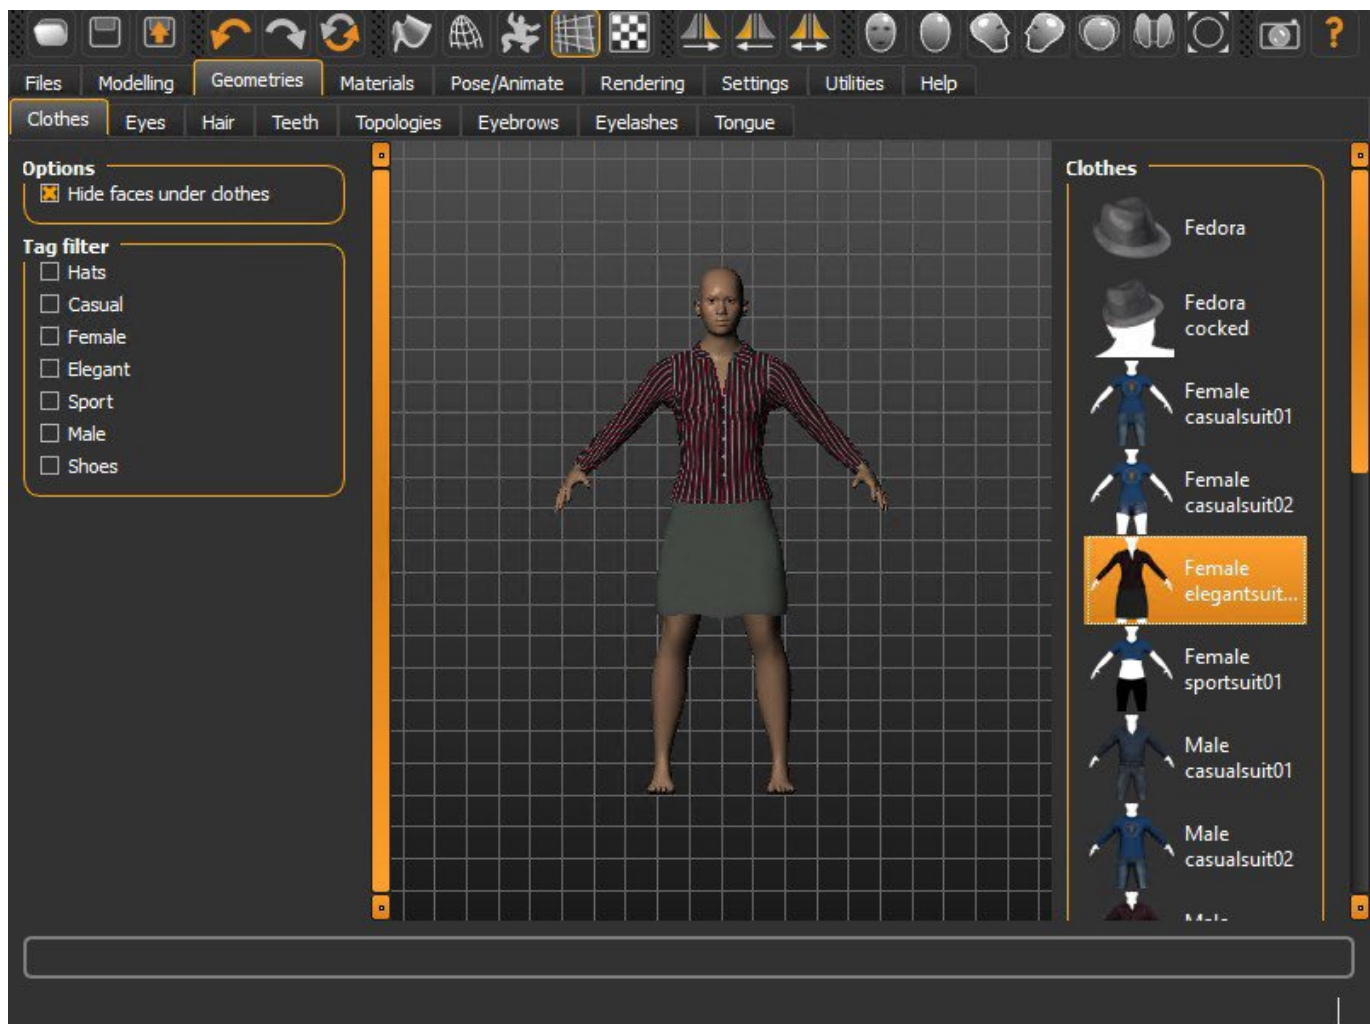 ?
Files Modelling Geometries Materials Pose/Animate Rendering Settings Utilities Help
Clothes Eyes Hair Teeth Topologies Eyebrows Eyelashes Tongue
Options
Hide faces under clothes
Tag filter
Hats
Casual
Female
Elegant
Sport
Male
Shoes
Clothes
Fedora
Fedora
cocked
Female
casualsuit01
Female
casualsuit02
Female
elegantsuit...
Female
sportsuit01
Male
casualsuit01
Male
casualsuit02